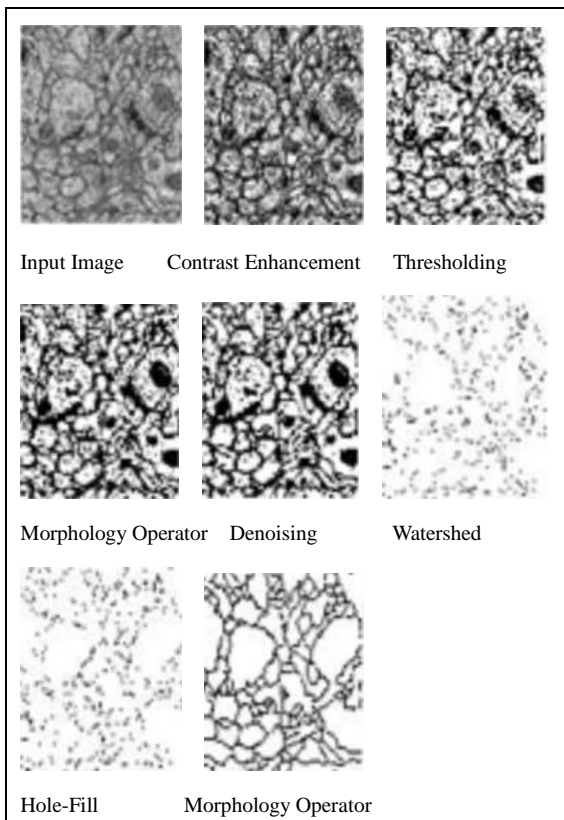 Input Image Contrast Enhancement Thresholding
Morphology Operator Denoising Watershed
Hole-Fill Morphology Operator